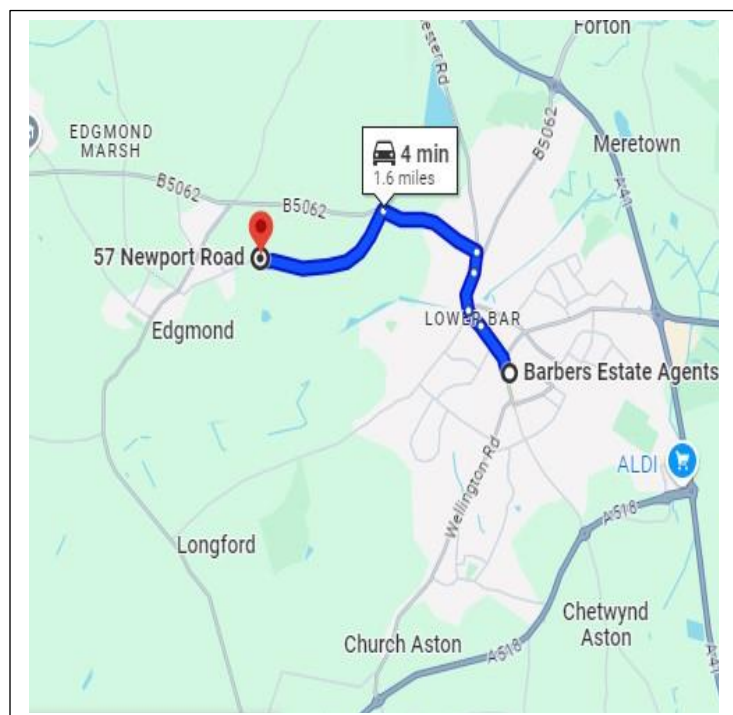 Forton
ester Rd
B5062
EDGMOND
MARSH
4 min
1.6 miles
Meretown
A41
B5062
B5062
57 Newport Road
Edgmond
LOWER BAR
Barbers Estate Agents
Wellington Rd
ALDI
A518
Longford
Chetwynd
Aston
Church Aston
A518
A41